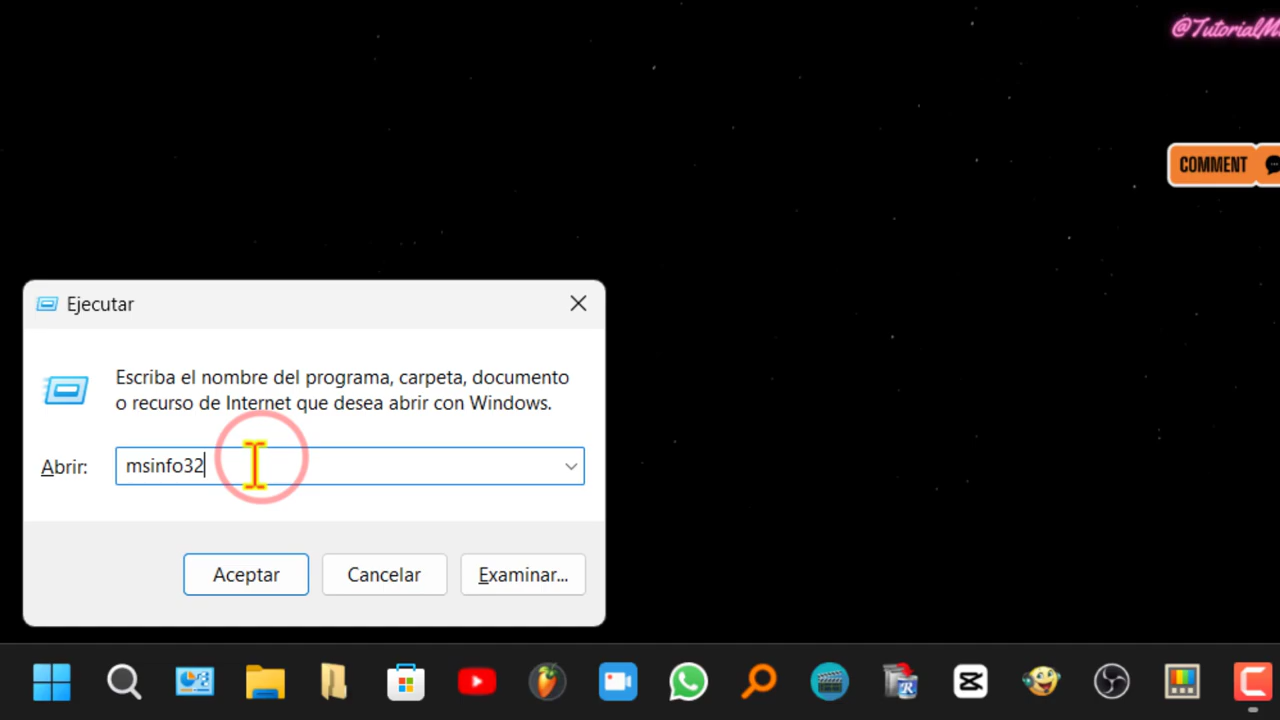 COMMENT
Ejecutar
Escriba el nombre del programa, carpeta, documento
o recurso de Internet que desea abrir con Windows.
Abrir: msinfo32
Aceptar Cancelar Examinar...